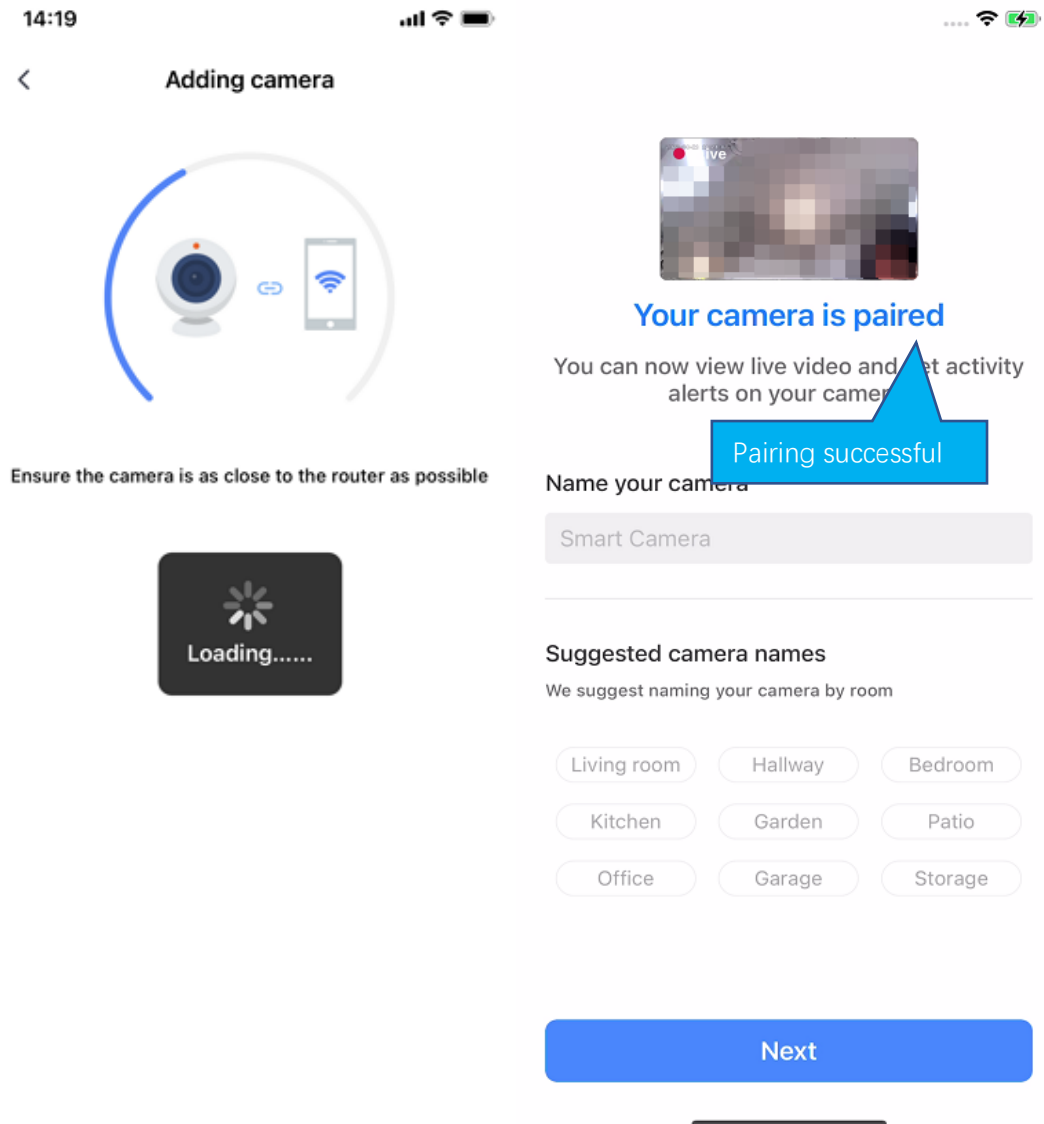 14:19
Adding camera
Ensure the camera is as close to the router as possible
Loading......
Your camera is paired
You can now view live video and activity
alerts on your
Pairing successful
Name your camera
Smart Camera
Suggested camera names
We suggest naming your camera by room
Living room
Hallway
Bedroom
Kitchen
Garden
Patio
Office
Garage
Storage
Next